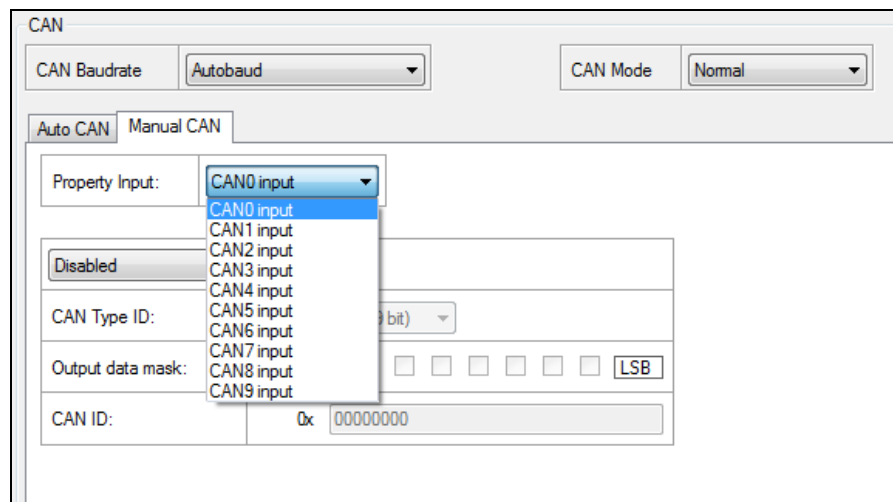 CAN
CAN Baudrate Autobaud CAN Mode Normal
Auto CAN Manual CAN
Property Input: CAN0 input
CAN0 input
CAN1 input
CAN2 input
CAN3 input
CAN4 input
CAN5 input
CAN6 input
CAN7 input
CAN8 input
CAN9 input
Disabled
CAN Type ID: bit)
Output data mask: LSB
CAN ID: 0x 00000000